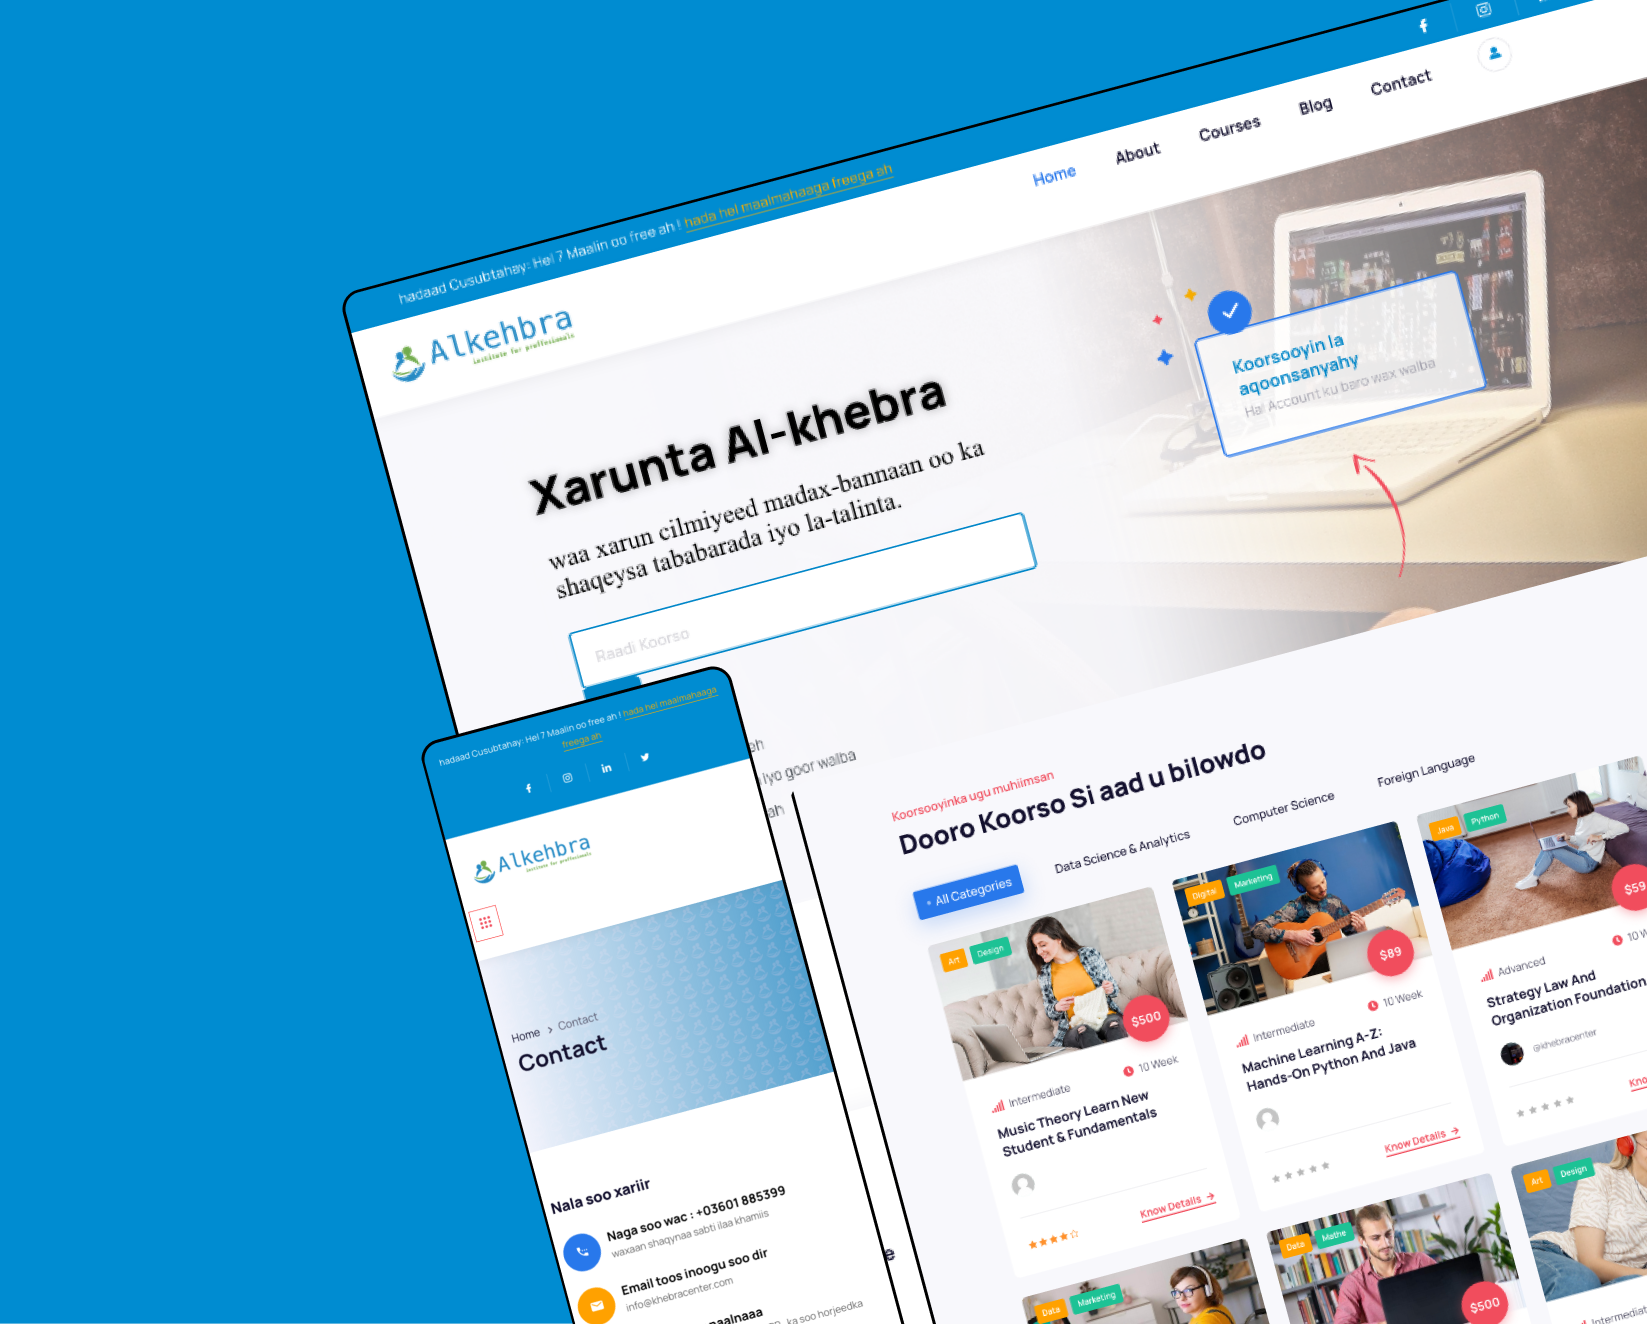 hadaad Cusubtahay: Hel 7 Maalin oo free ah ! hada hel maalmahaaga freega ah
Alkehbra
institute for proffesionals
Home
About
Courses
Blog
Contact
Xarunta Al-khebra
waa xarun cilmiyeed madax-bannaan oo ka
shaqeysa tababarada iyo la-talinta.
Raadi Koorso
Koorsooyin la
aqoonsanyahy
Hal Account ku baro wax walba
eh
iyo goor walba
ah
Koorsooyinka ugu muhiimsan
Dooro Koorso Si aad u bilowdo
All Categories
Data Science & Analytics
Computer Science
Foreign Language
Art
Design
$500
Intermediate
10 Week
Music Theory Learn New
Student & Fundamentals
Know Details
Digital
Marketing
$89
Intermediate
10 Week
Machine Learning A-Z:
Hands-On Python And Java
Know Details
Java
Python
$59
Advanced
10 W
Strategy Law And
Organization Foundation
@khebracenter
Kno
Data
Marketing
Data
Mathe
$500
Art
Design
Intermediat
hadaad Cusubtahay: Hel 7 Maalin oo free ah ! hada hel maalmahaaga
freega ah
Alkehbra
institute for proffesionals
Home > Contact
Contact
Nala soo xariir
Naga soo wac : +03601 885399
waxaan shaqynaa sabti ilaa khamiis
Email toos inoogu soo dir
info@khebracenter.com
aalnaaa
ka soo horjeedka
e